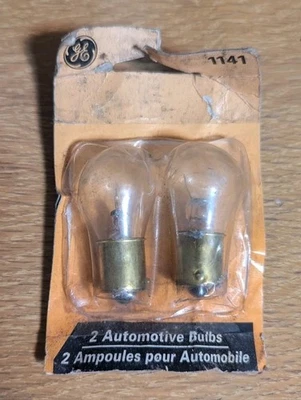 GE
1141
2 Automotive Bulbs
2 Ampoules pour Automobile